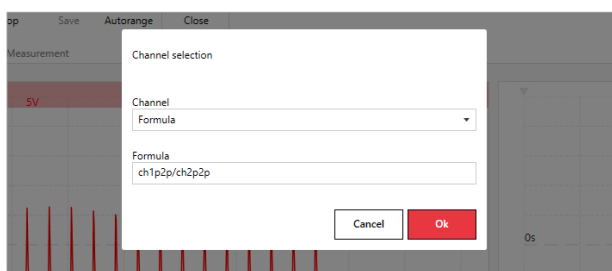 op Save Autorange Close
Measurement
Channel selection
5V
Channel
Formula
Formula
ch1p2p/ch2p2p
Cancel Ok
0s